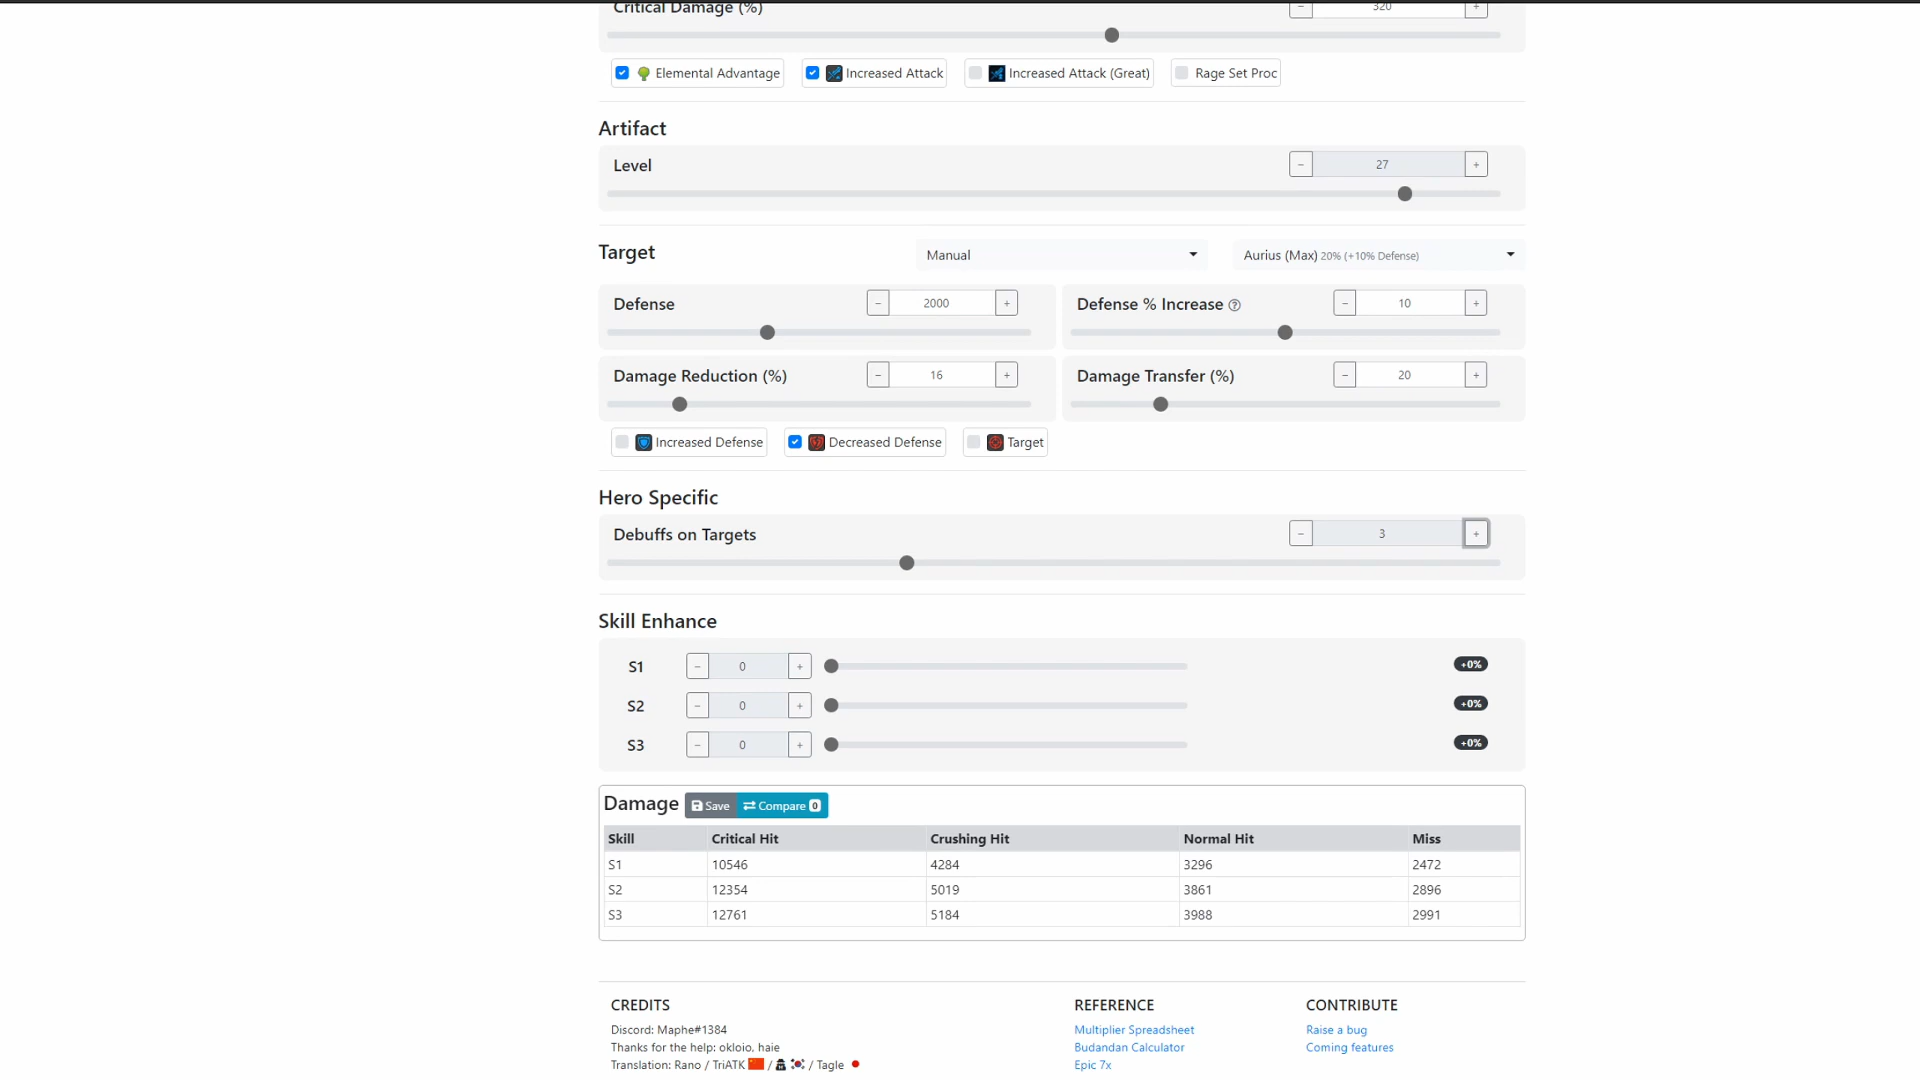 Critical Damage (%) − 320 +
Elemental Advantage Increased Attack Increased Attack (Great) Rage Set Proc
Artifact
Level − 27 +
Target Manual Aurius (Max) 20% (+10% Defense)
Defense − 2000 + Defense % Increase ? − 10 +
Damage Reduction (%) − 16 + Damage Transfer (%) − 20 +
Increased Defense Decreased Defense Target
Hero Specific
Debuffs on Targets − 3 +
Skill Enhance
S1 − 0 + +0%
S2 − 0 + +0%
S3 − 0 + +0%
Damage Save Compare 0
Skill Critical Hit Crushing Hit Normal Hit Miss
S1 10546 4284 3296 2472
S2 12354 5019 3861 2896
S3 12761 5184 3988 2991
CREDITS REFERENCE CONTRIBUTE
Discord: Maphe#1384 Multiplier Spreadsheet Raise a bug
Thanks for the help: okloio, haie Budandan Calculator Coming features
Translation: Rano / TriATK / / Tagle Epic 7x